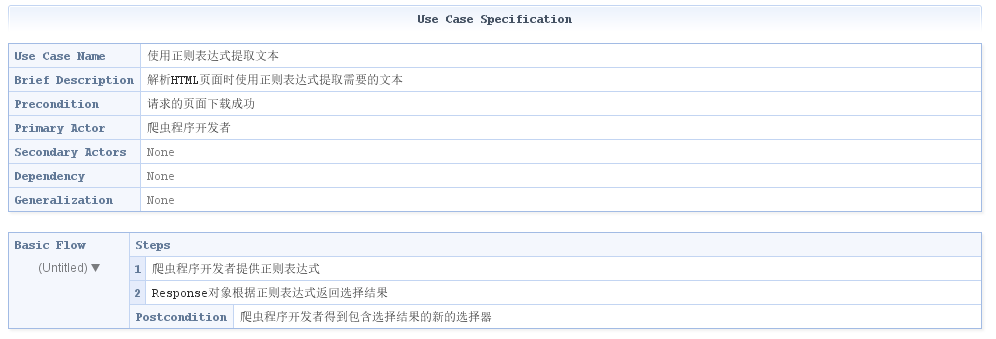 Use Case Specification
Use Case Name 使用正则表达式提取文本
Brief Description 解析HTML页面时使用正则表达式提取需要的文本
Precondition 请求的页面下载成功
Primary Actor 爬虫程序开发者
Secondary Actors None
Dependency None
Generalization None
Basic Flow Steps
(Untitled) ▼ 1 爬虫程序开发者提供正则表达式
2 Response对象根据正则表达式返回选择结果
Postcondition 爬虫程序开发者得到包含选择结果的新的选择器